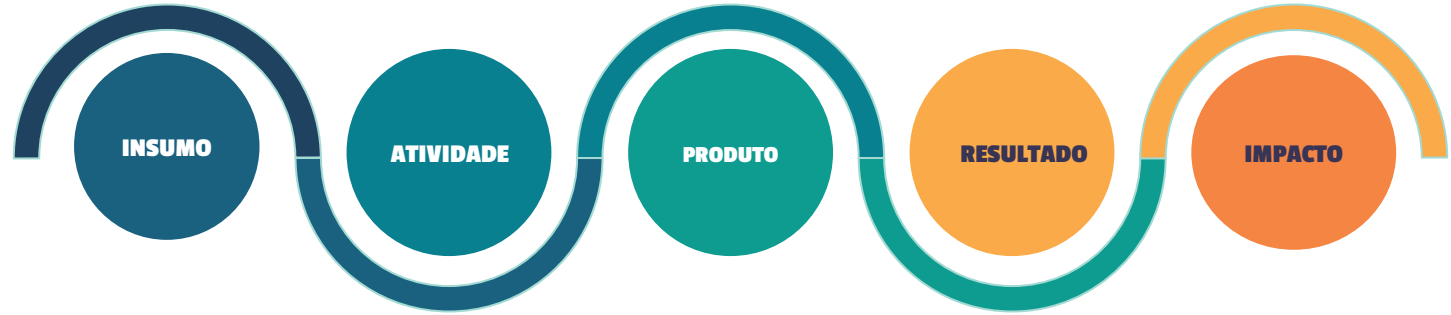 INSUMO
ATIVIDADE
PRODUTO
RESULTADO
IMPACTO